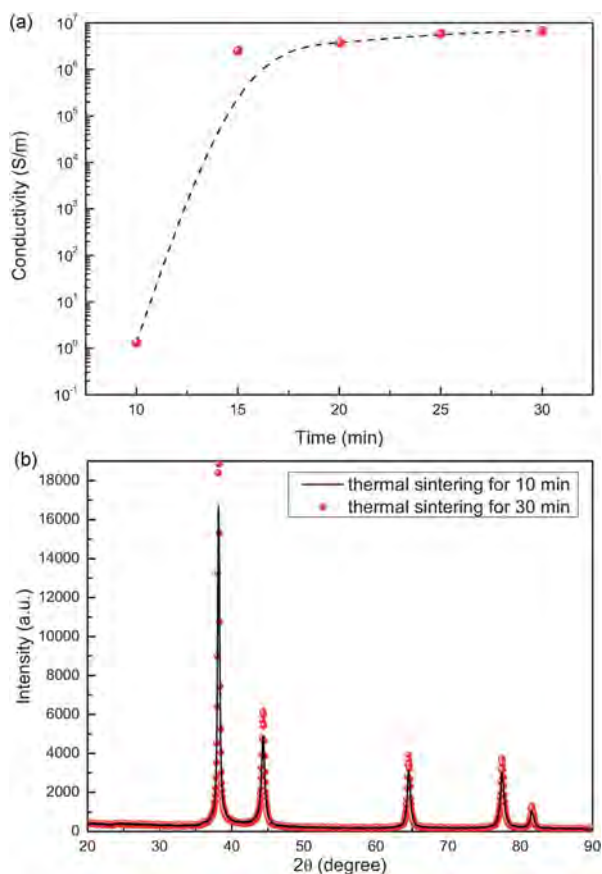 (a)
10⁷
10⁶
10⁵
10⁴
10³
10²
10¹
10⁰
10⁻¹
Conductivity (S/m)
10 15 20 25 30
Time (min)
(b)
18000
16000
14000
12000
10000
8000
6000
4000
2000
0
Intensity (a.u.)
thermal sintering for 10 min
thermal sintering for 30 min
20 30 40 50 60 70 80 90
2θ (degree)